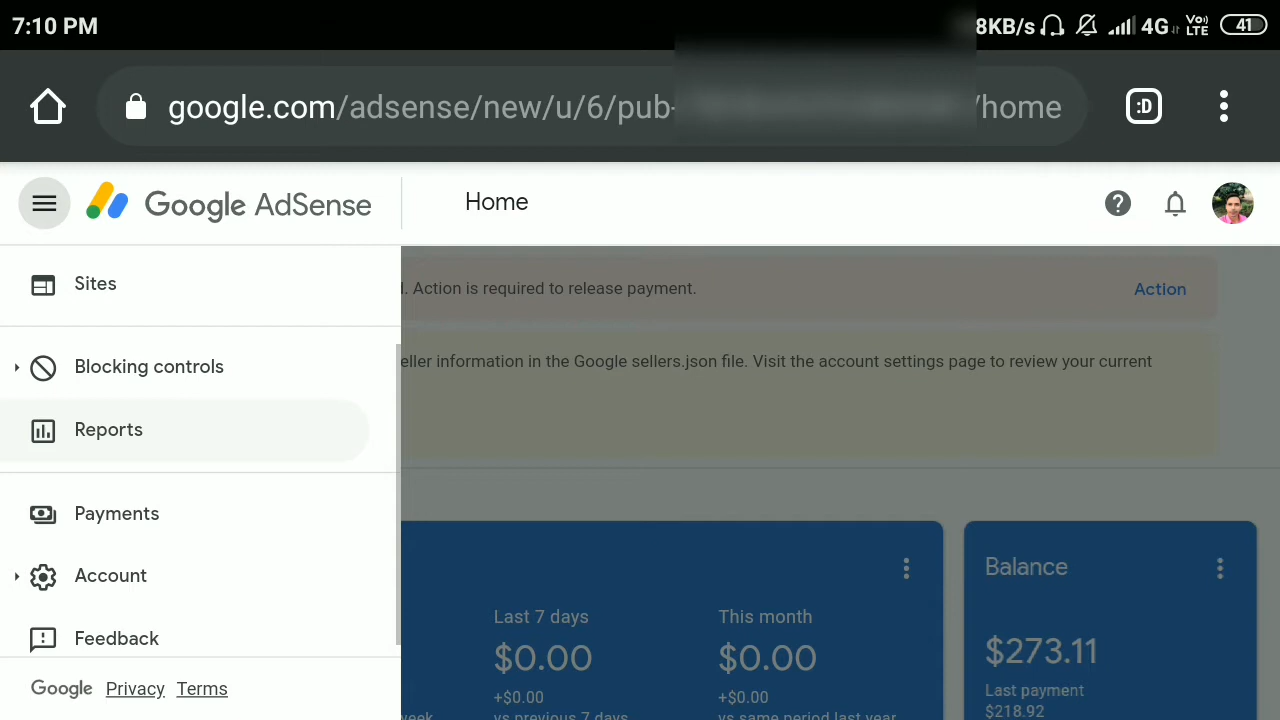 7:10 PM
8KB/s 4G Vo)) LTE 41
google.com/adsense/new/u/6/pub- /home
:D
Google AdSense
Home
Sites
. Action is required to release payment.
Action
Blocking controls
eller information in the Google sellers.json file. Visit the account settings page to review your current
Reports
Payments
Account
Feedback
Last 7 days
$0.00
+$0.00
vs previous 7 days
This month
$0.00
+$0.00
vs same period last year
week
Balance
$273.11
Last payment
$218.92
Google Privacy Terms